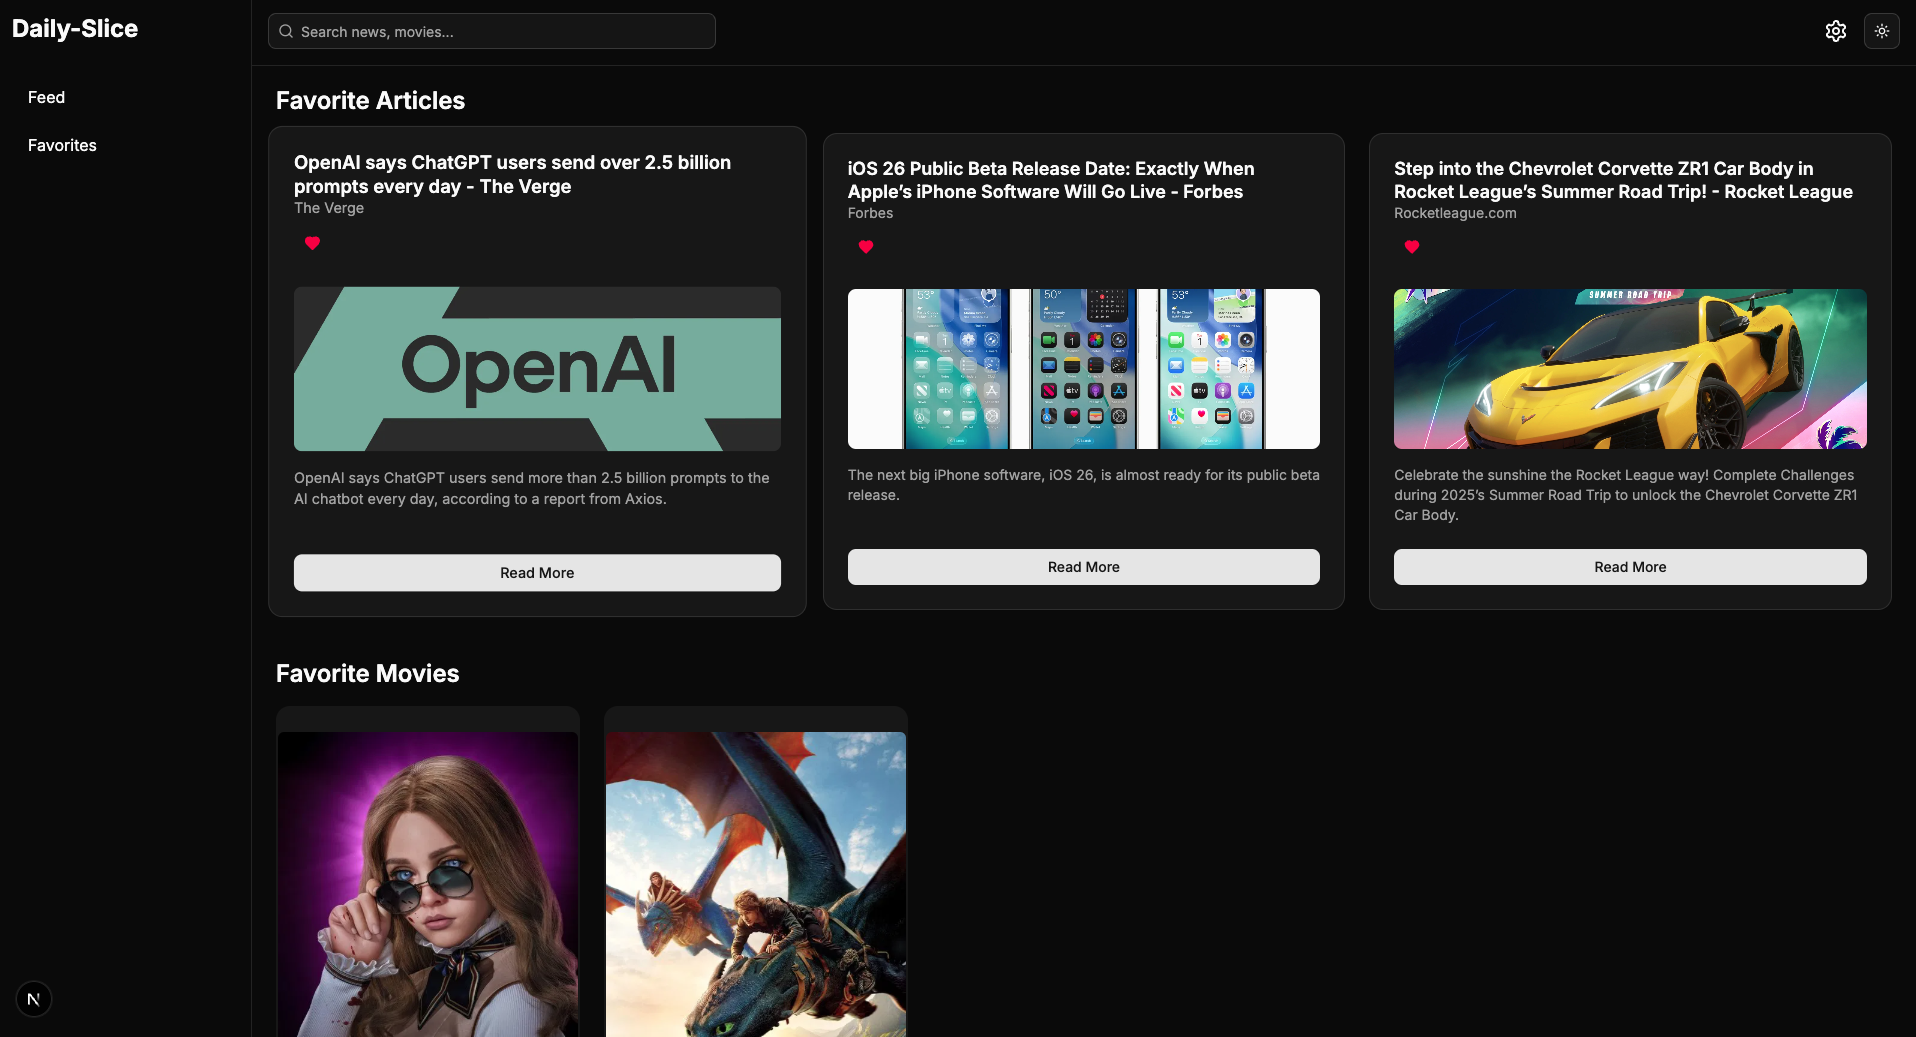 Daily-Slice
Search news, movies...
Feed
Favorites
Favorite Articles
OpenAI says ChatGPT users send over 2.5 billion
prompts every day - The Verge
The Verge
OpenAI
OpenAI says ChatGPT users send more than 2.5 billion prompts to the
AI chatbot every day, according to a report from Axios.
Read More
iOS 26 Public Beta Release Date: Exactly When
Apple’s iPhone Software Will Go Live - Forbes
Forbes
53° 50° 53°
The next big iPhone software, iOS 26, is almost ready for its public beta
release.
Read More
Step into the Chevrolet Corvette ZR1 Car Body in
Rocket League’s Summer Road Trip! - Rocket League
Rocketleague.com
SUMMER ROAD TRIP
Celebrate the sunshine the Rocket League way! Complete Challenges
during 2025’s Summer Road Trip to unlock the Chevrolet Corvette ZR1
Car Body.
Read More
Favorite Movies
N